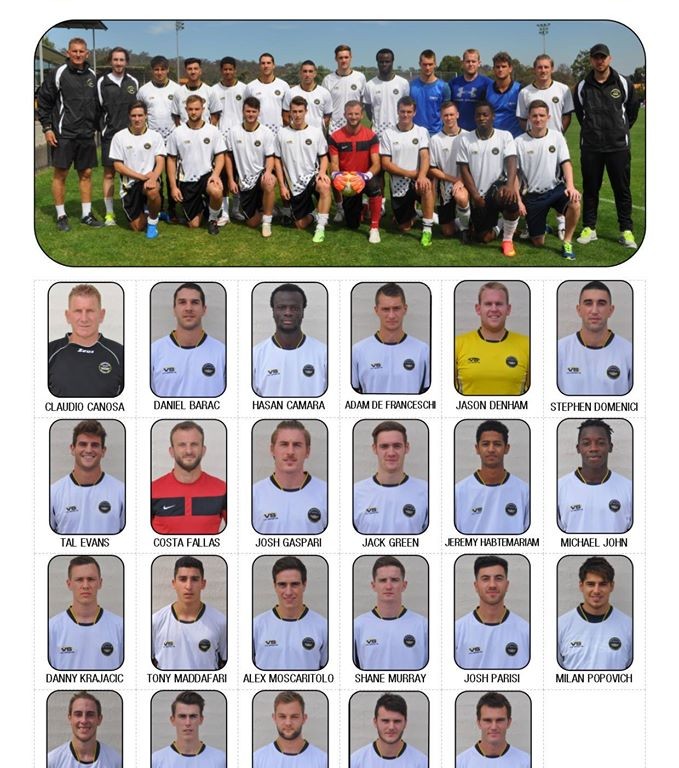 CLAUDIO CANOSA DANIEL BARAC HASAN CAMARA ADAM DE FRANCESCHI JASON DENHAM STEPHEN DOMENICI
TAL EVANS COSTA FALLAS JOSH GASPARI JACK GREEN JEREMY HABTEMARIAM MICHAEL JOHN
DANNY KRAJACIC TONY MADDAFARI ALEX MOSCARITOLO SHANE MURRAY JOSH PARISI MILAN POPOVICH